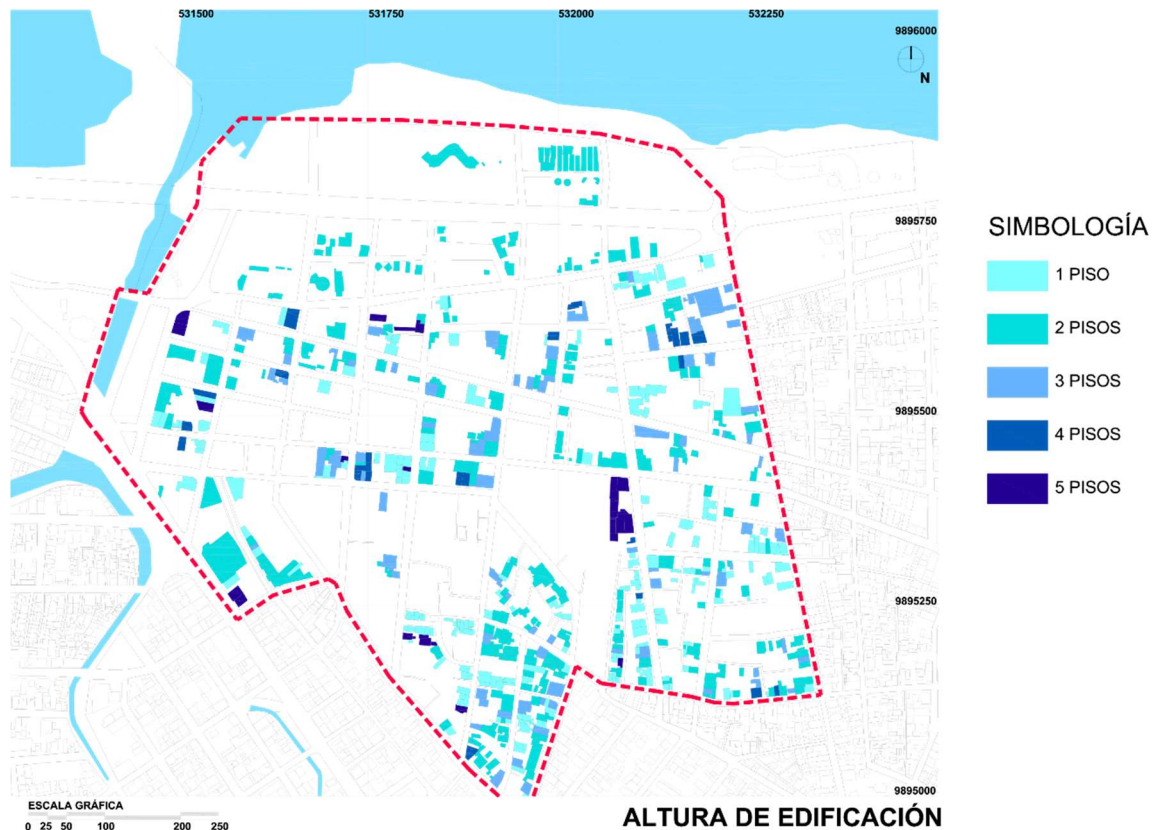 531500 531750 532000 532250
9896000
N
9895750
SIMBOLOGÍA
1 PISO
2 PISOS
3 PISOS
9895500
4 PISOS
5 PISOS
9895250
9895000
ESCALA GRÁFICA
0 25 50 100 200 250
ALTURA DE EDIFICACIÓN